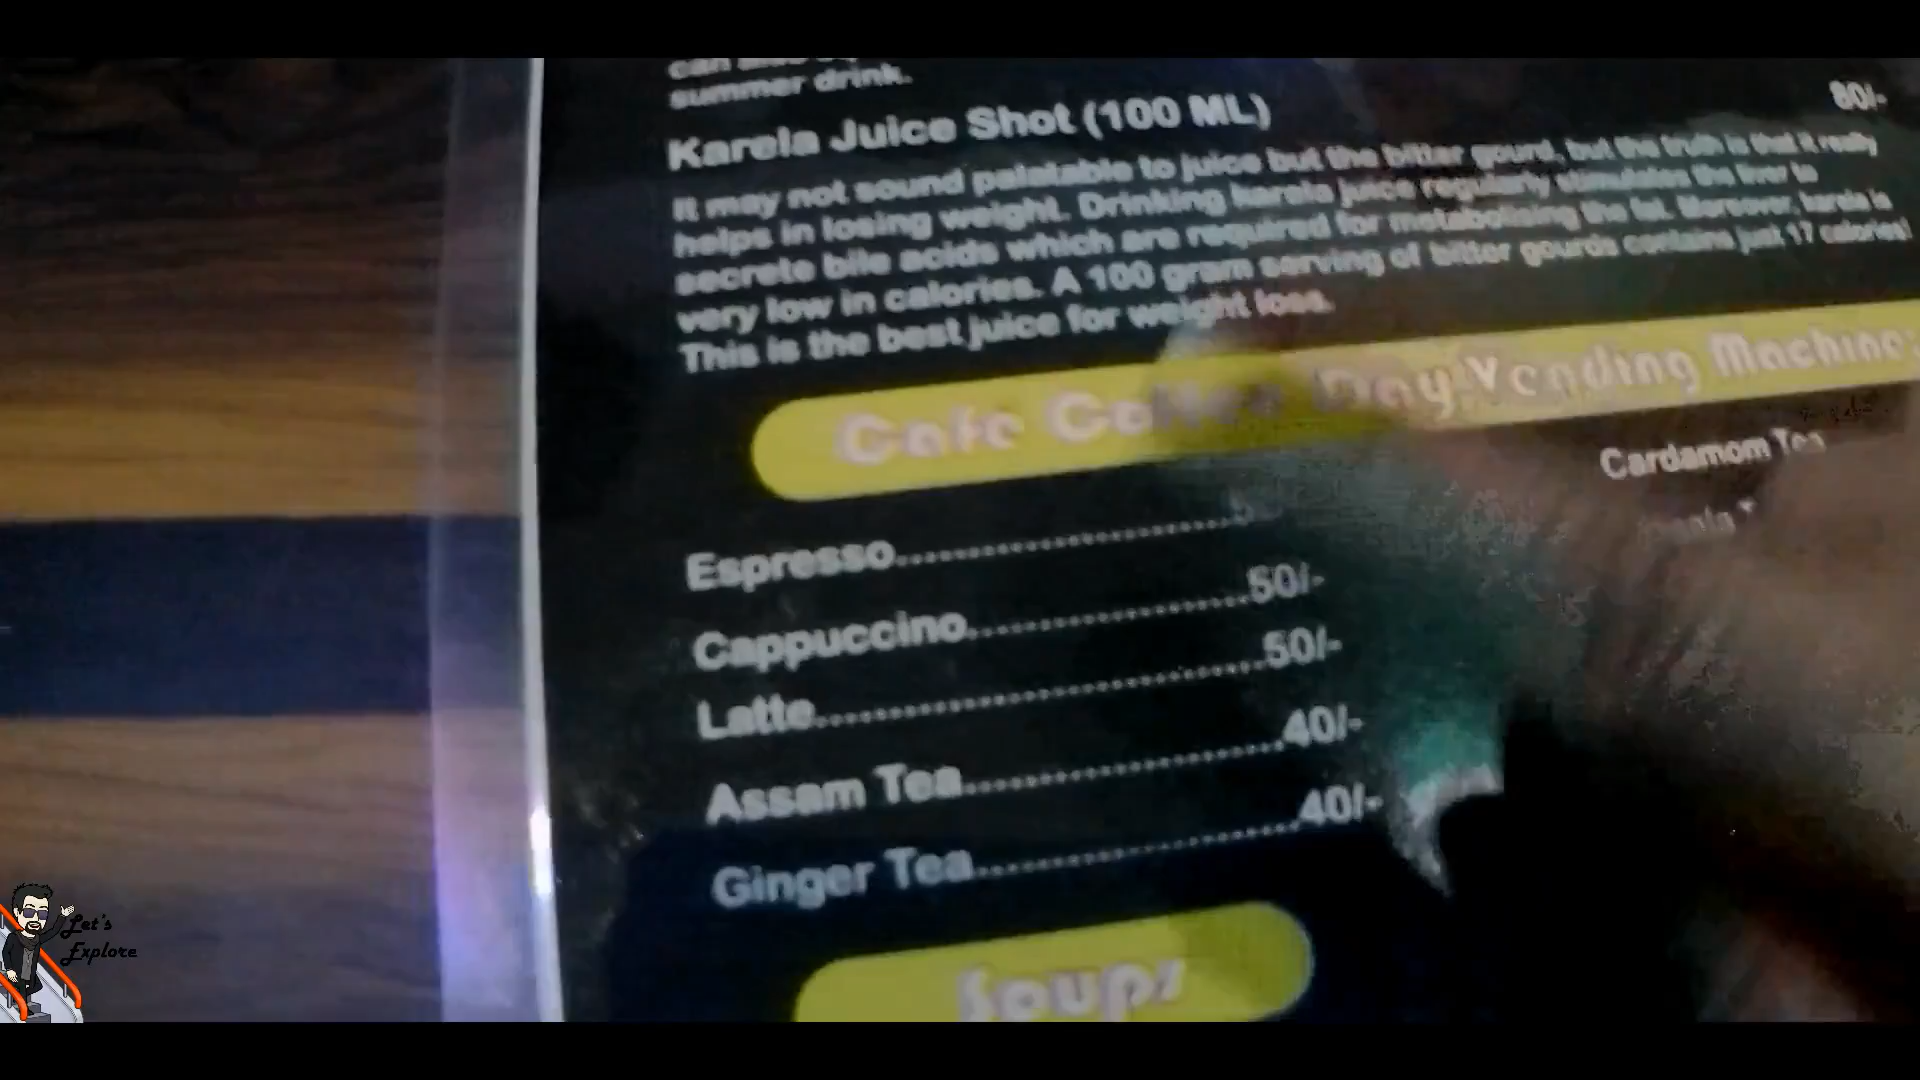 summer drink.
Karela Juice Shot (100 ML) 80/-
It may not sound palatable to juice but the bitter gourd, but the truth is that it really
helps in losing weight. Drinking karela juice regularly stimulates the liver to
secrete bile acids which are required for metabolising the fat. Moreover, karela is
very low in calories. A 100 gram serving of bitter gourds contains just 17 calories!
This is the best juice for weight loss.
Cafe Coffee Day Vending Machine
Espresso
Cardamom Tea
Cappuccino 50/-
Latte 50/-
Assam Tea 40/-
Ginger Tea 40/-
Soups
Let's
Explore